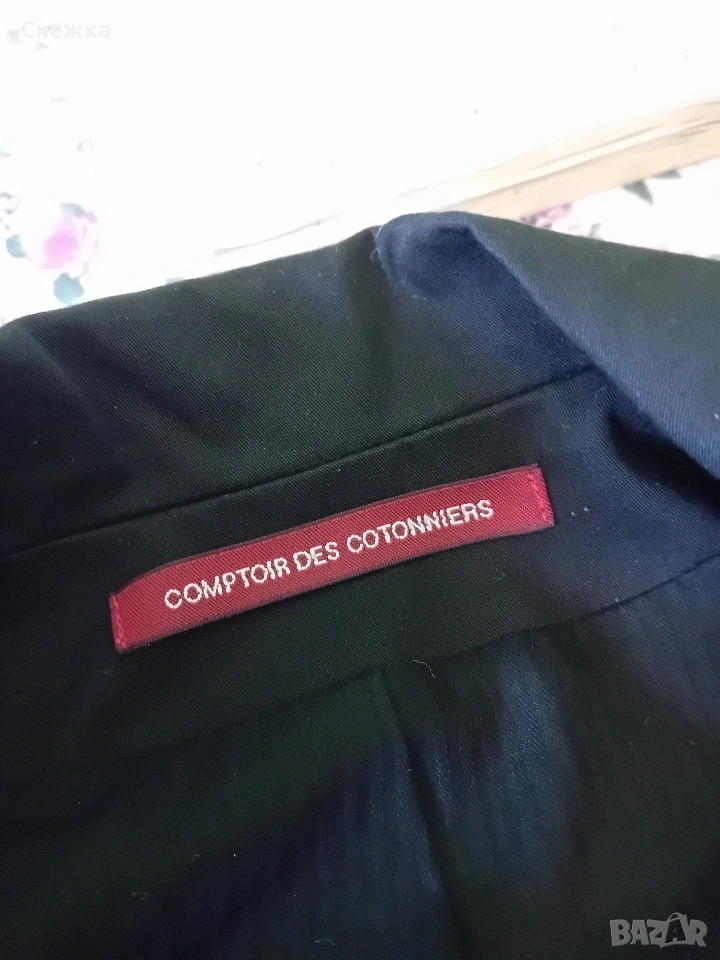 Снежка
COMPTOIR DES COTONNIERS
BAZAR